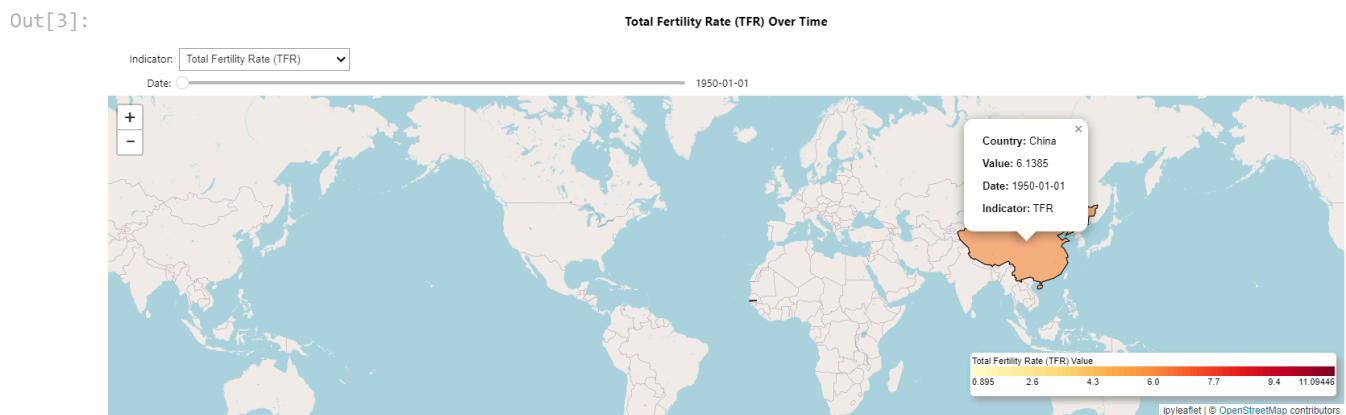 Out[3]:
Total Fertility Rate (TFR) Over Time
Indicator: Total Fertility Rate (TFR)
Date: 1950-01-01
+
−
×
Country: China
Value: 6.1385
Date: 1950-01-01
Indicator: TFR
Total Fertility Rate (TFR) Value
0.895 2.6 4.3 6.0 7.7 9.4 11.09446
ipyleaflet | © OpenStreetMap contributors